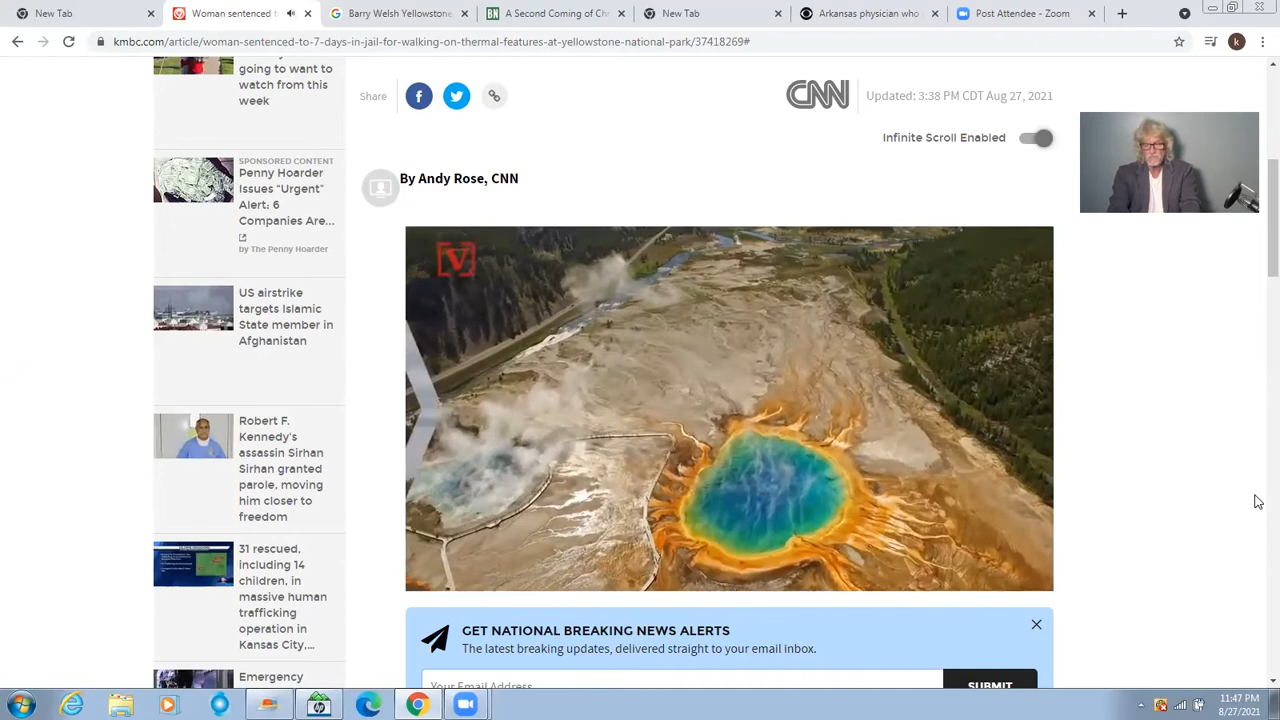 New Tab
Woman sentenced to
Barry Welsh Yellowstone
A Second Coming of Ch
New Tab
Arkansas physician who
Post Attendee - Zoom
kmbc.com/article/woman-sentenced-to-7-days-in-jail-for-walking-on-thermal-features-at-yellowstone-national-park/37418269#
k
going to want to
watch from this
week
SPONSORED CONTENT
Penny Hoarder
Issues "Urgent"
Alert: 6
Companies Are...
by The Penny Hoarder
US airstrike
targets Islamic
State member in
Afghanistan
Robert F.
Kennedy's
assassin Sirhan
Sirhan granted
parole, moving
him closer to
freedom
31 rescued,
including 14
children, in
massive human
trafficking
operation in
Kansas City,...
Emergency
Share
CNN
Updated: 3:38 PM CDT Aug 27, 2021
Infinite Scroll Enabled
By Andy Rose, CNN
V
GET NATIONAL BREAKING NEWS ALERTS
The latest breaking updates, delivered straight to your email inbox.
Your Email Address
SUBMIT
11:47 PM
8/27/2021